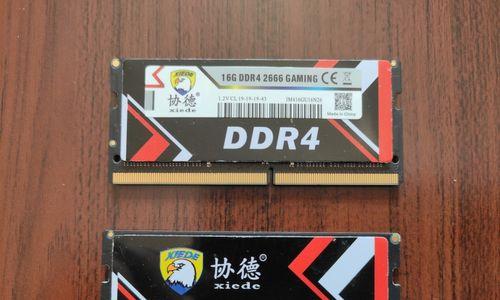 XIEDE
协德®
xiede
16G DDR4 2666 GAMING CE
1.2V CL 19-19-19-43
Made in China
DDR4
XIEDE
协德®
xiede